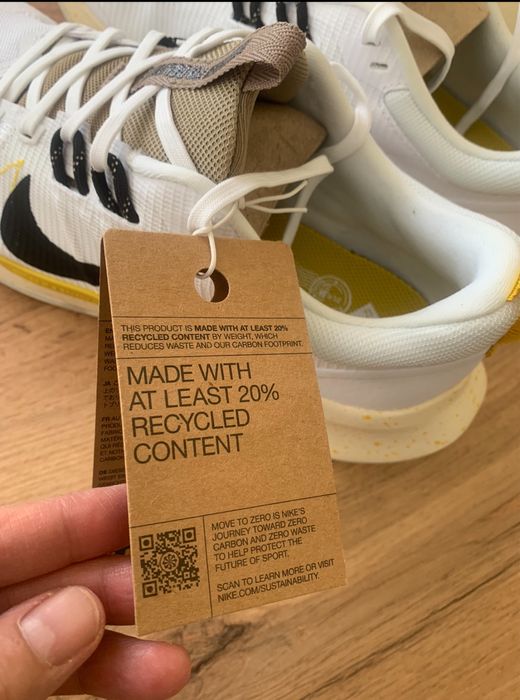 THIS PRODUCT IS MADE WITH AT LEAST 20%
RECYCLED CONTENT BY WEIGHT, WHICH
REDUCES WASTE AND OUR CARBON FOOTPRINT.
MADE WITH
AT LEAST 20%
RECYCLED
CONTENT
MOVE TO ZERO IS NIKE'S
JOURNEY TOWARD ZERO
CARBON AND ZERO WASTE
TO HELP PROTECT THE
FUTURE OF SPORT.
SCAN TO LEARN MORE OR VISIT
NIKE.COM/SUSTAINABILITY.